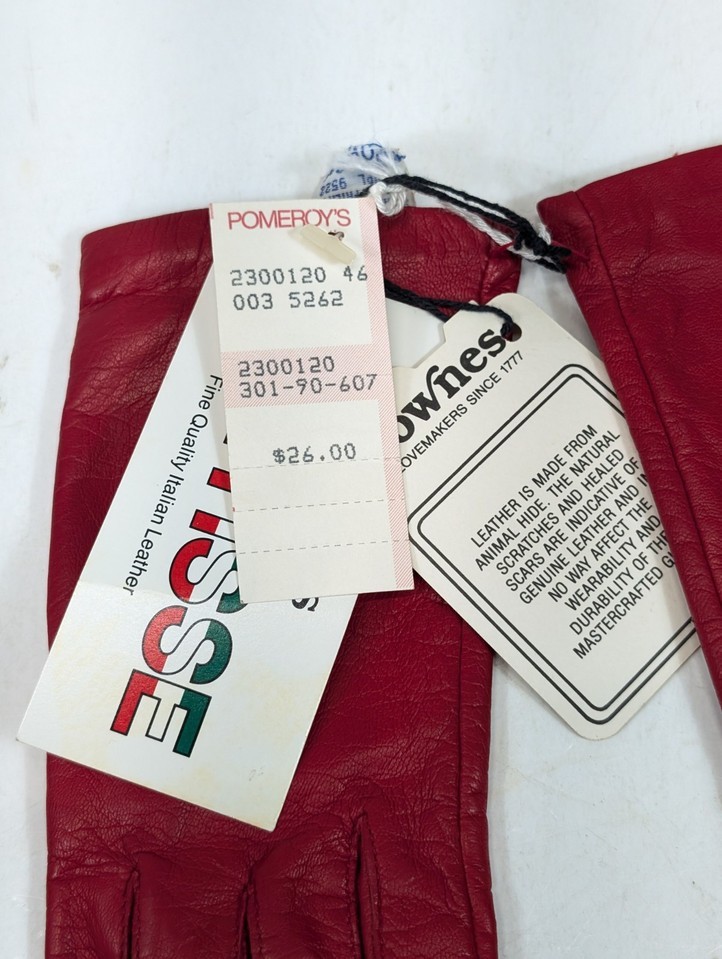 POMEROY'S
2300120 46
003 5262
2300120
301-90-607
$26.00
Fine Quality Italian Leather
ISSE
ownes
OVEMAKERS SINCE 1777
LEATHER IS MADE FROM
ANIMAL HIDE. THE NATURAL
SCRATCHES AND HEALED
SCARS ARE INDICATIVE OF
GENUINE LEATHER AND IN
NO WAY AFFECT THE
WEARABILITY AND
DURABILITY OF THE
MASTERCRAFTED G